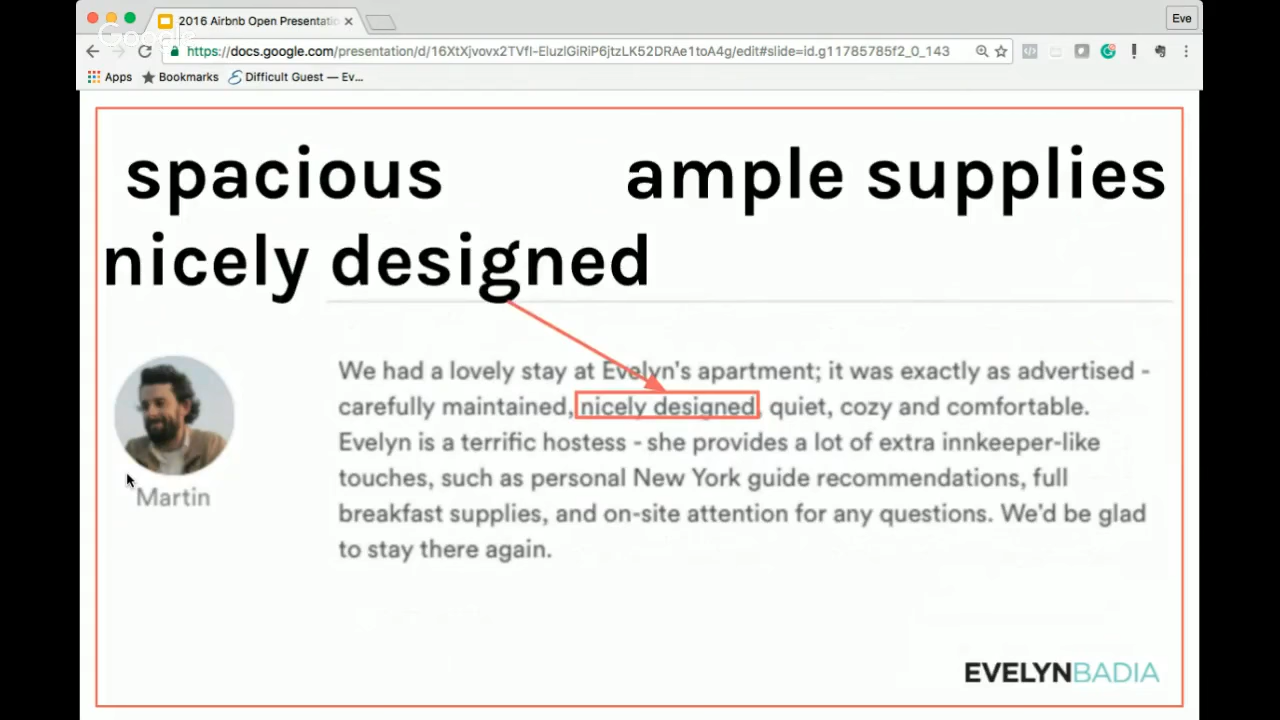 2016 Airbnb Open Presentatio
Eve
Google
https://docs.google.com/presentation/d/16XtXjvovx2TVfI-EluzlGiRiP6jtzLK52DRAe1toA4g/edit#slide=id.g11785785f2_0_143
Apps Bookmarks Difficult Guest — Ev...
spacious ample supplies
nicely designed
We had a lovely stay at Evelyn's apartment; it was exactly as advertised -
carefully maintained, nicely designed, quiet, cozy and comfortable.
Evelyn is a terrific hostess - she provides a lot of extra innkeeper-like
touches, such as personal New York guide recommendations, full
breakfast supplies, and on-site attention for any questions. We'd be glad
to stay there again.
Martin
EVELYNBADIA